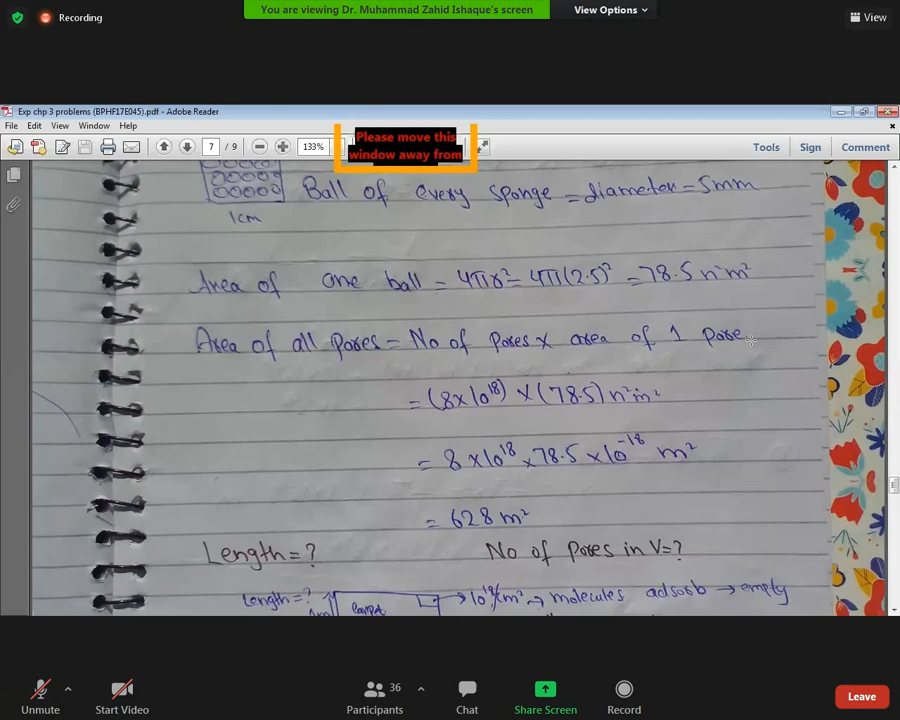 Recording
You are viewing Dr. Muhammad Zahid Ishaque's screen
View Options
View
Exp chp 3 problems (BPHF17E045).pdf - Adobe Reader
File Edit View Window Help
7 / 9
133%
Please move this
window away from
Tools Sign Comment
Ball of every sponge = diameter = 5mm
1cm
Area of one ball = 4πr² = 4π(2.5)² = 78.5 n²m²
Area of all Pores = No of Pores × area of 1 Pore
= (8×10¹⁸) × (78.5) n²m²
= 8×10¹⁸ × 78.5 × 10⁻¹⁸ m²
= 628 m²
Length = ? No of Pores in V = ?
Length = ? 1m carpet → molecules adsorb → empty
Unmute Start Video 36 Participants Chat Share Screen Record Leave